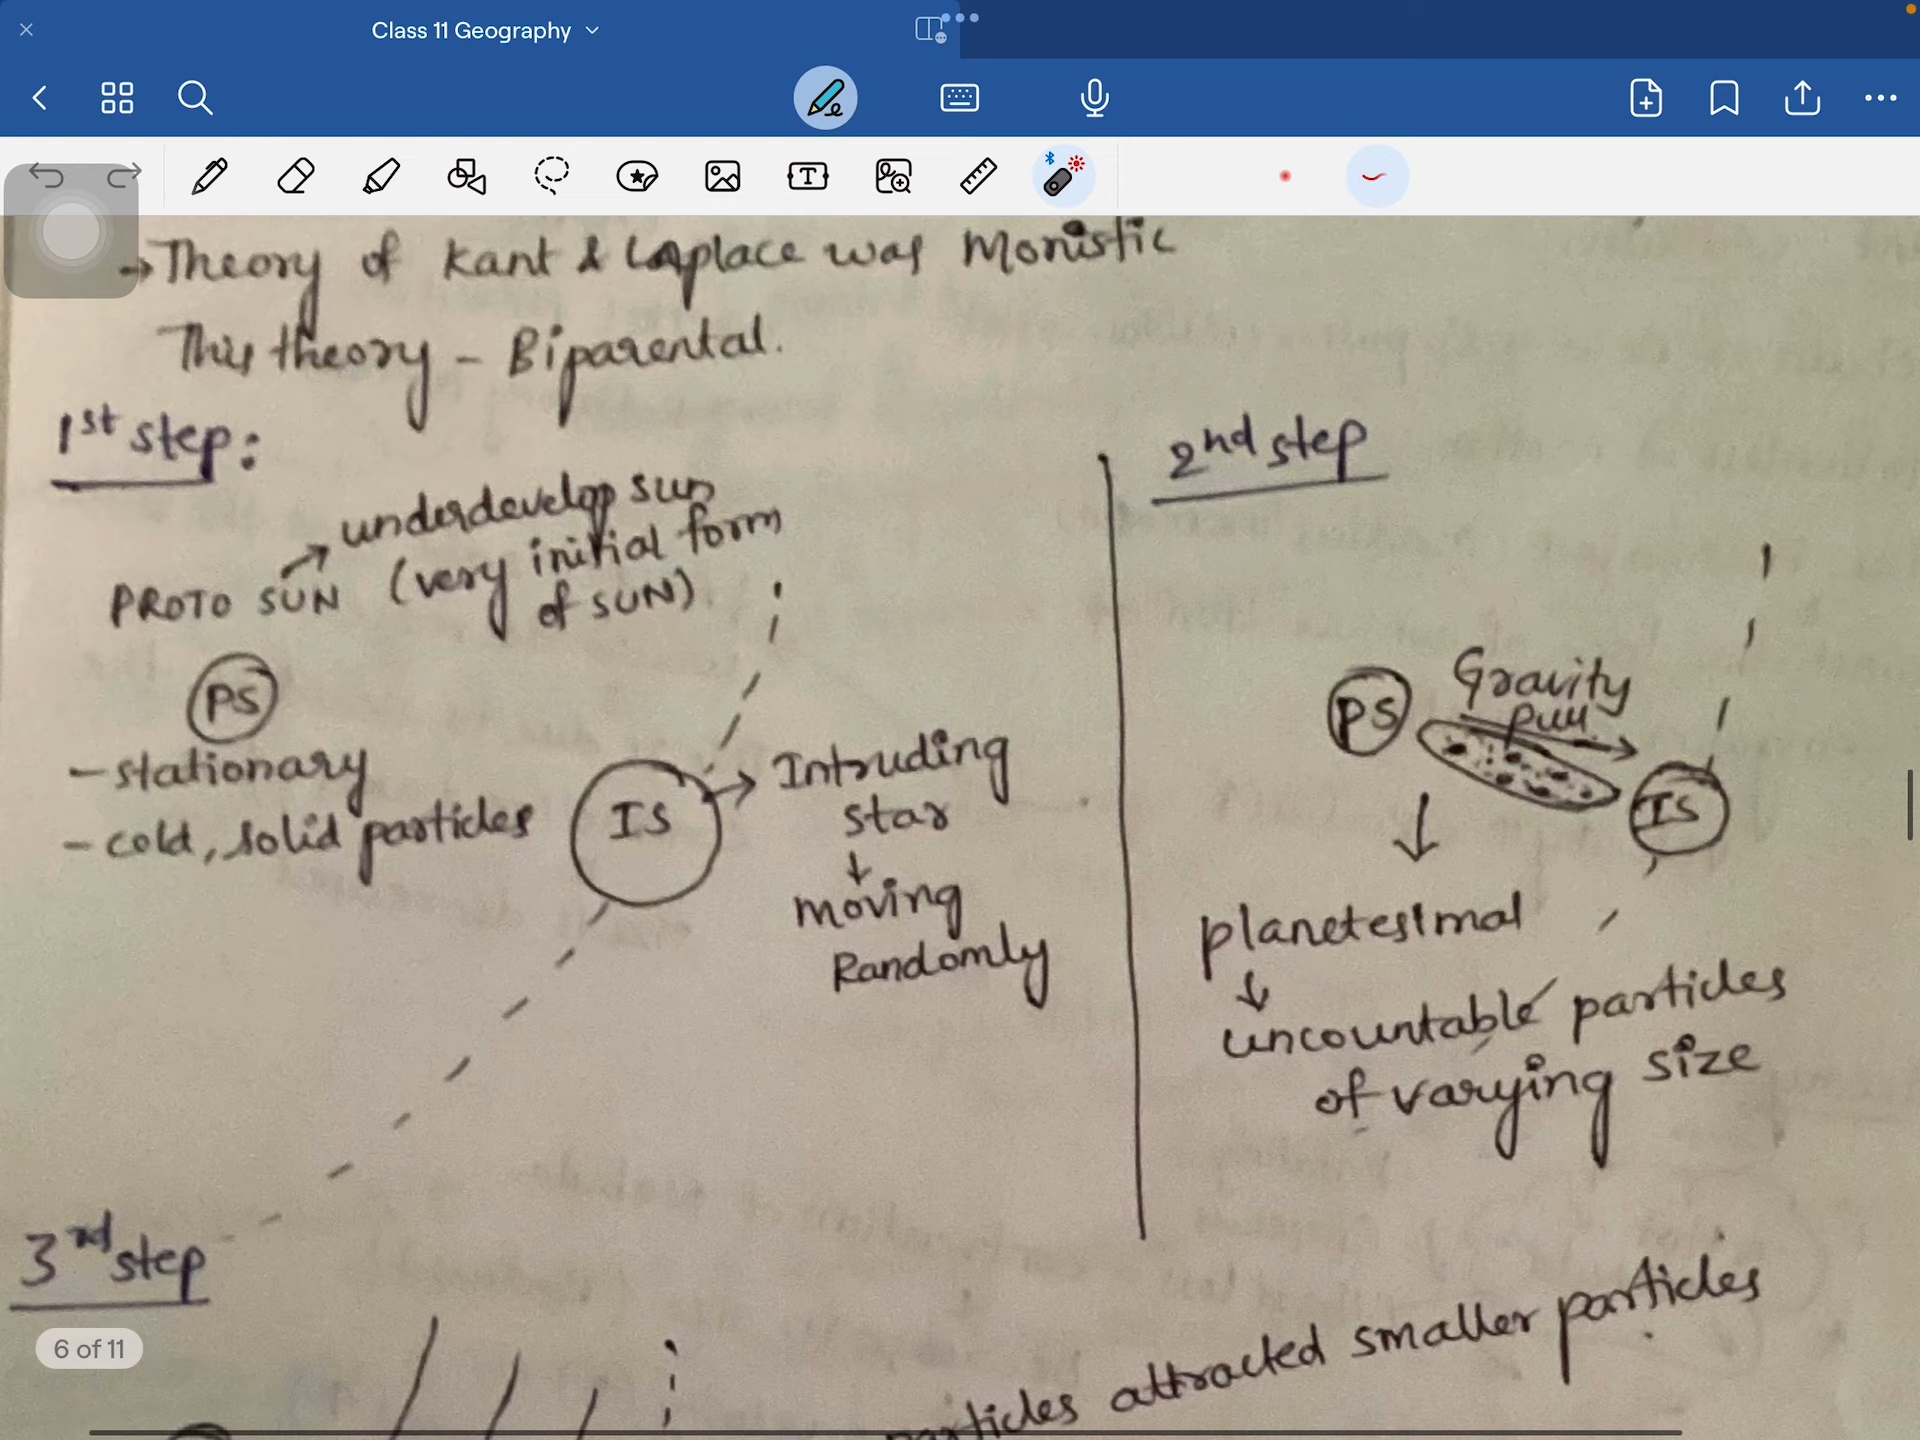 Class 11 Geography
→ Theory of Kant & Laplace was Monistic
This theory - Biparental.
1st step:
underdevelop sun
PROTO SUN (very initial form
of SUN)
PS
- stationary
- cold, solid particles
IS
Intruding
star
moving
Randomly
2nd step
PS
Gravity
Pull
IS
planetesimal
uncountable particles
of varying size
3rd step
particles attracted smaller particles
6 of 11